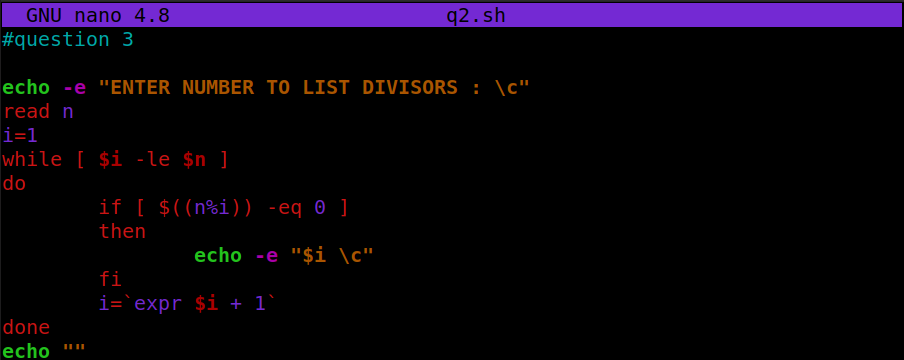 GNU nano 4.8 q2.sh
#question 3
echo -e "ENTER NUMBER TO LIST DIVISORS : \c"
read n
i=1
while [ $i -le $n ]
do
if [ $((n%i)) -eq 0 ]
then
echo -e "$i \c"
fi
i=`expr $i + 1`
done
echo ""